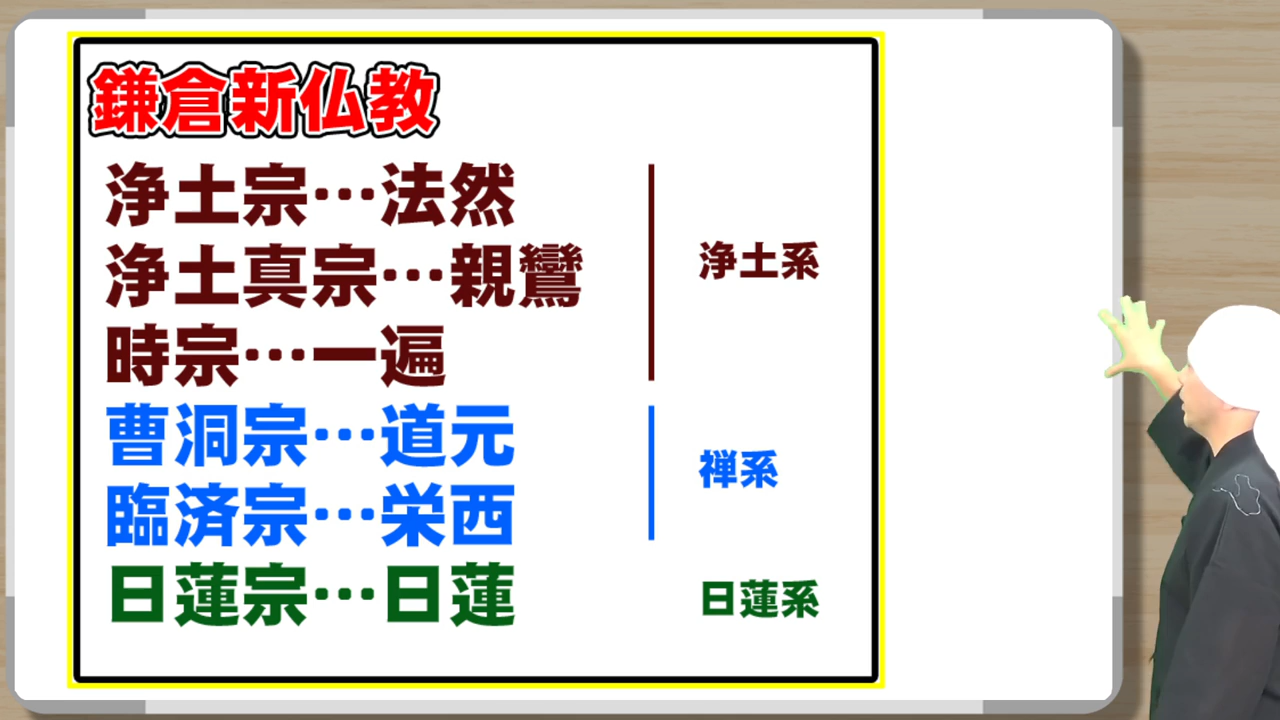 鎌倉新仏教
浄土宗…法然
浄土真宗…親鸞
時宗…一遍
浄土系
曹洞宗…道元
臨済宗…栄西
禅系
日蓮宗…日蓮
日蓮系